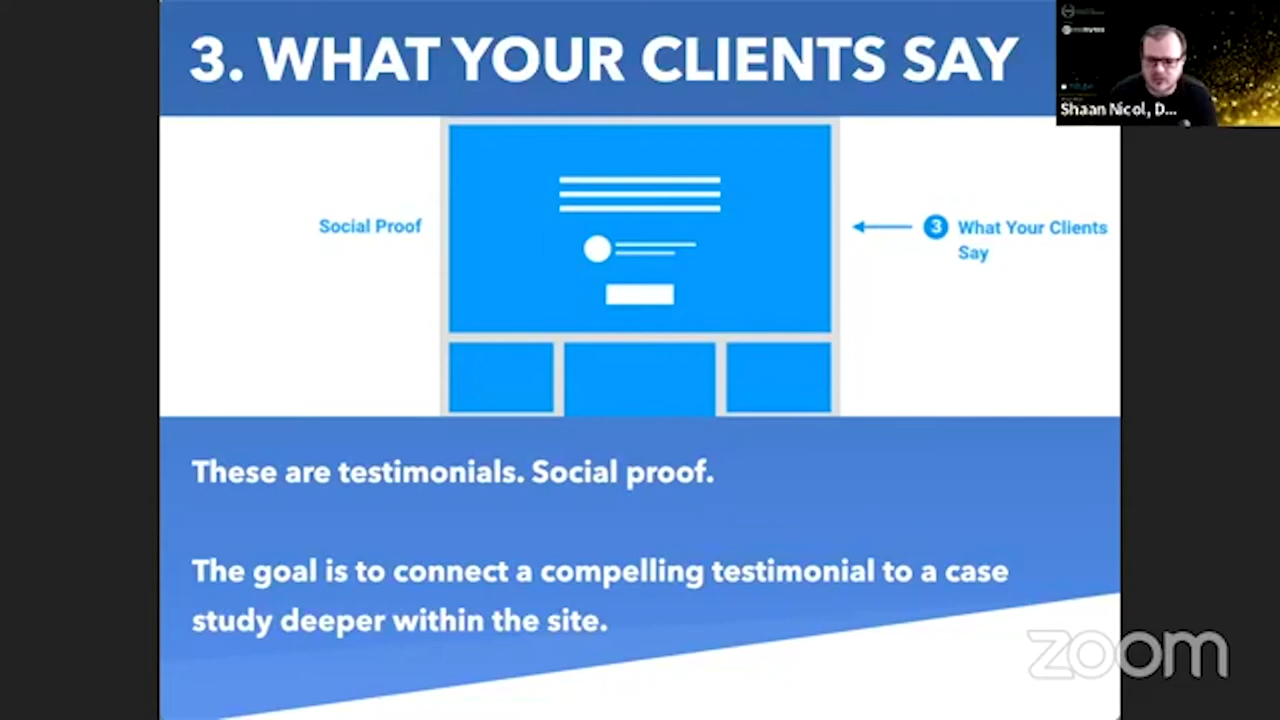 3. WHAT YOUR CLIENTS SAY
Shaan Nicol, D...
Social Proof
3
What Your Clients
Say
These are testimonials. Social proof.
The goal is to connect a compelling testimonial to a case
study deeper within the site.
zoom